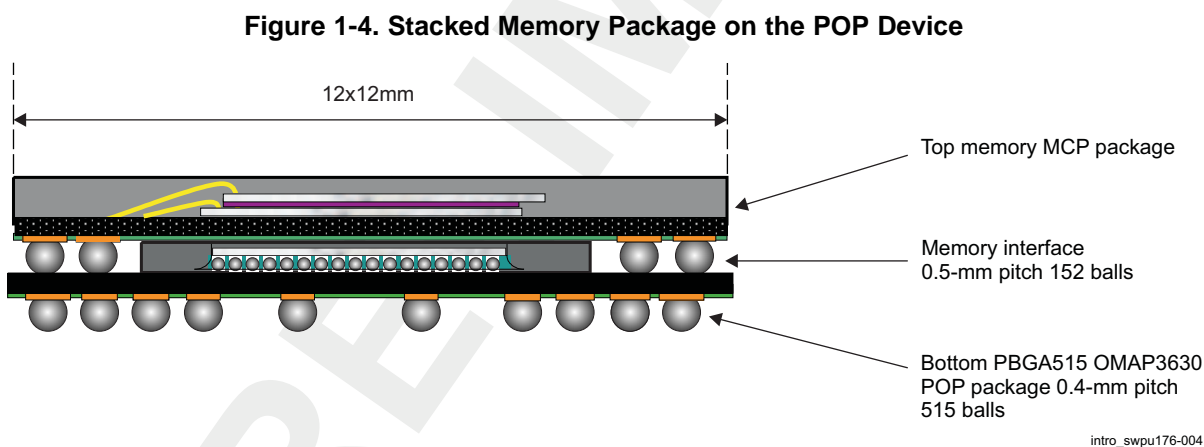 Figure 1-4. Stacked Memory Package on the POP Device
12x12mm
Top memory MCP package
Memory interface
0.5-mm pitch 152 balls
Bottom PBGA515 OMAP3630
POP package 0.4-mm pitch
515 balls
intro_swpu176-004